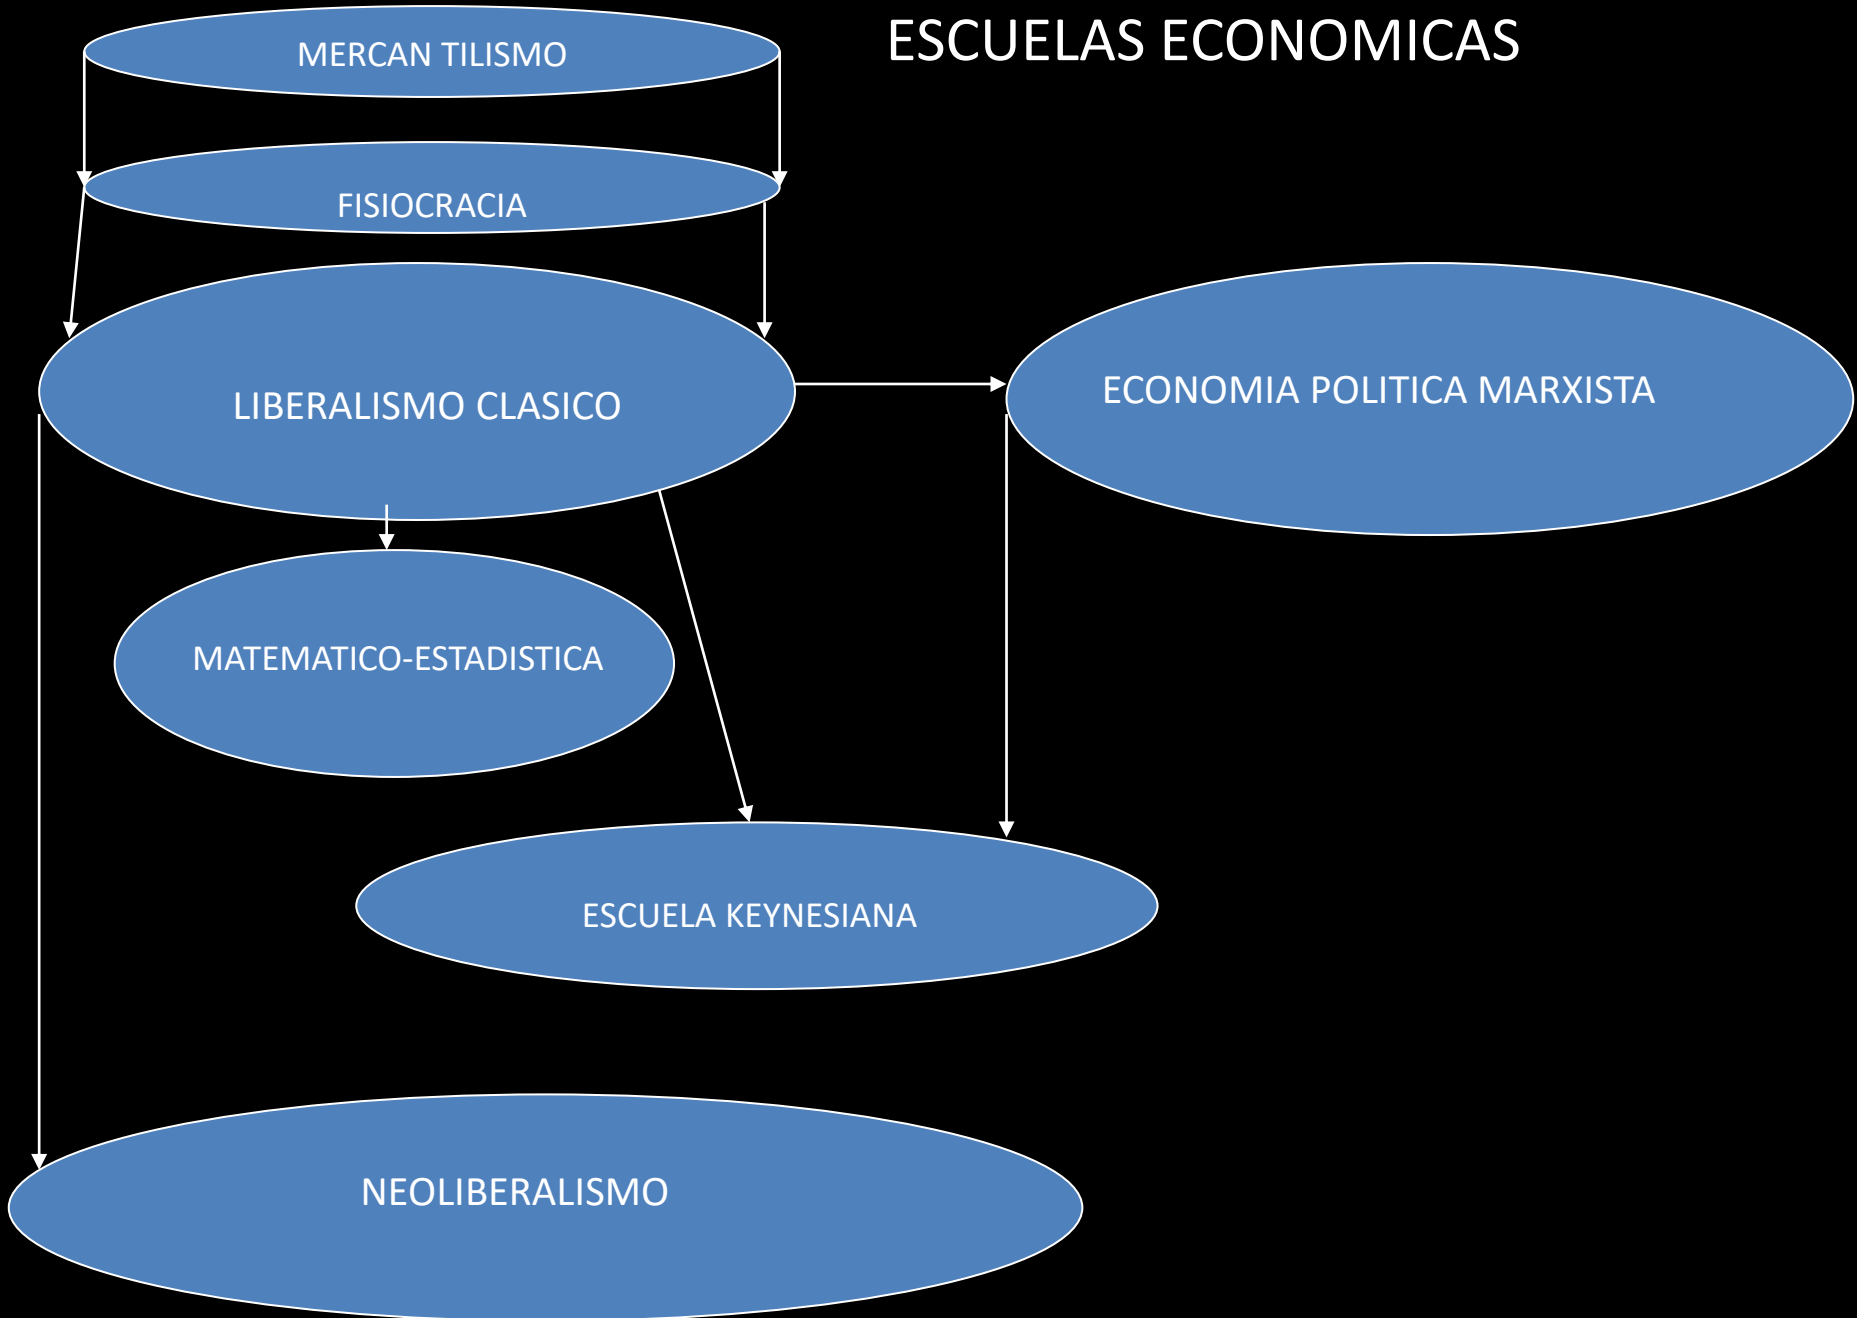 ESCUELAS ECONOMICAS
MERCAN TILISMO
FISIOCRACIA
LIBERALISMO CLASICO
ECONOMIA POLITICA MARXISTA
MATEMATICO-ESTADISTICA
ESCUELA KEYNESIANA
NEOLIBERALISMO